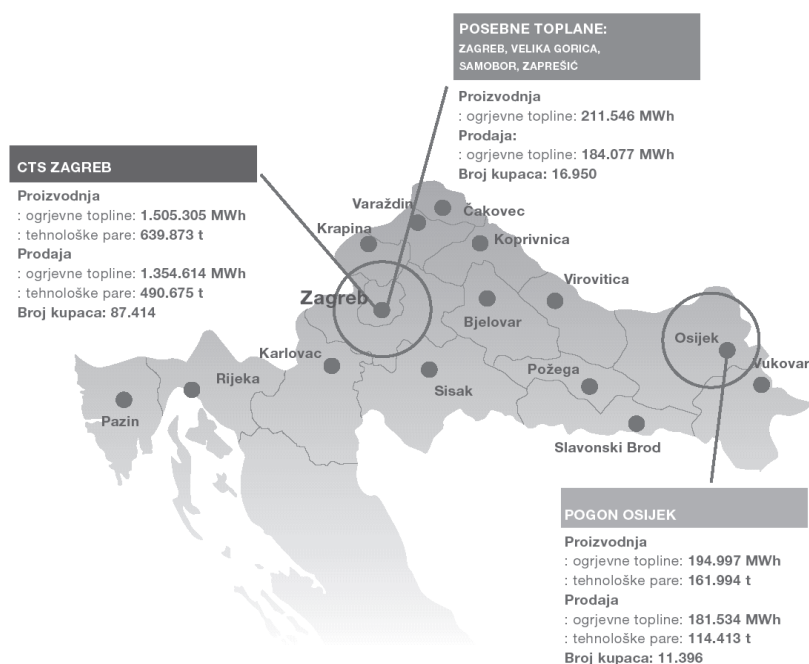 POSEBNE TOPLANE:
ZAGREB, VELIKA GORICA,
SAMOBOR, ZAPREŠIĆ
Proizvodnja
: ogrjevne topline: 211.546 MWh
Prodaja:
: ogrjevne topline: 184.077 MWh
Broj kupaca: 16.950
CTS ZAGREB
Proizvodnja
: ogrjevne topline: 1.505.305 MWh
: tehnološke pare: 639.873 t
Prodaja
: ogrjevne topline: 1.354.614 MWh
: tehnološke pare: 490.675 t
Broj kupaca: 87.414
Varaždin
Čakovec
Krapina
Koprivnica
Virovitica
Zagreb
Bjelovar
Osijek
Karlovac
Vukovar
Požega
Rijeka
Sisak
Pazin
Slavonski Brod
POGON OSIJEK
Proizvodnja
: ogrjevne topline: 194.997 MWh
: tehnološke pare: 161.994 t
Prodaja
: ogrjevne topline: 181.534 MWh
: tehnološke pare: 114.413 t
Broj kupaca: 11.396